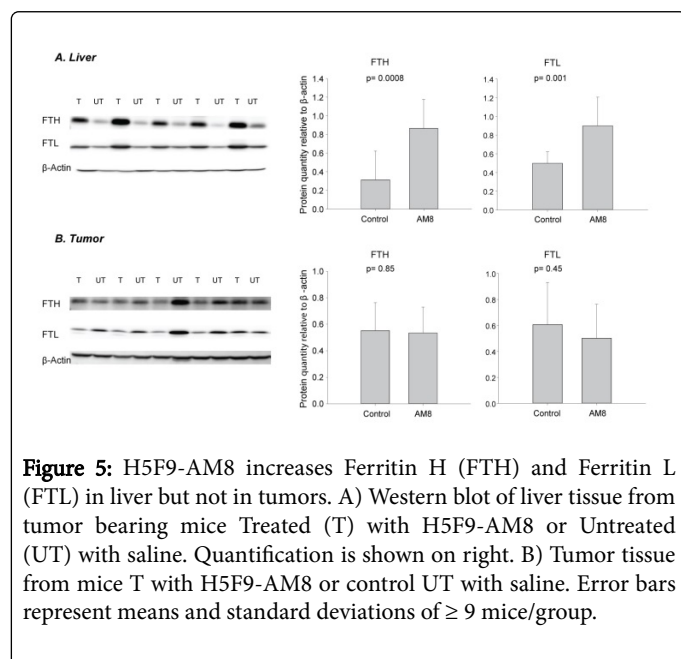 A. Liver
T UT T UT T UT T UT T UT
FTH
FTL
β-Actin
FTH
p= 0.0008
Protein quantity relative to β-actin
1.4
1.2
1.0
0.8
0.6
0.4
0.2
0.0
Control AM8
FTL
p= 0.001
1.4
1.2
1.0
0.8
0.6
0.4
0.2
0.0
Control AM8
B. Tumor
T UT T UT T UT T UT T UT
FTH
FTL
β-Actin
FTH
p= 0.85
Protein quantity relative to β-actin
1.0
0.8
0.6
0.4
0.2
0.0
Control AM8
FTL
p= 0.45
1.0
0.8
0.6
0.4
0.2
0.0
Control AM8
Figure 5: H5F9-AM8 increases Ferritin H (FTH) and Ferritin L
(FTL) in liver but not in tumors. A) Western blot of liver tissue from
tumor bearing mice Treated (T) with H5F9-AM8 or Untreated
(UT) with saline. Quantification is shown on right. B) Tumor tissue
from mice T with H5F9-AM8 or control UT with saline. Error bars
represent means and standard deviations of ≥ 9 mice/group.